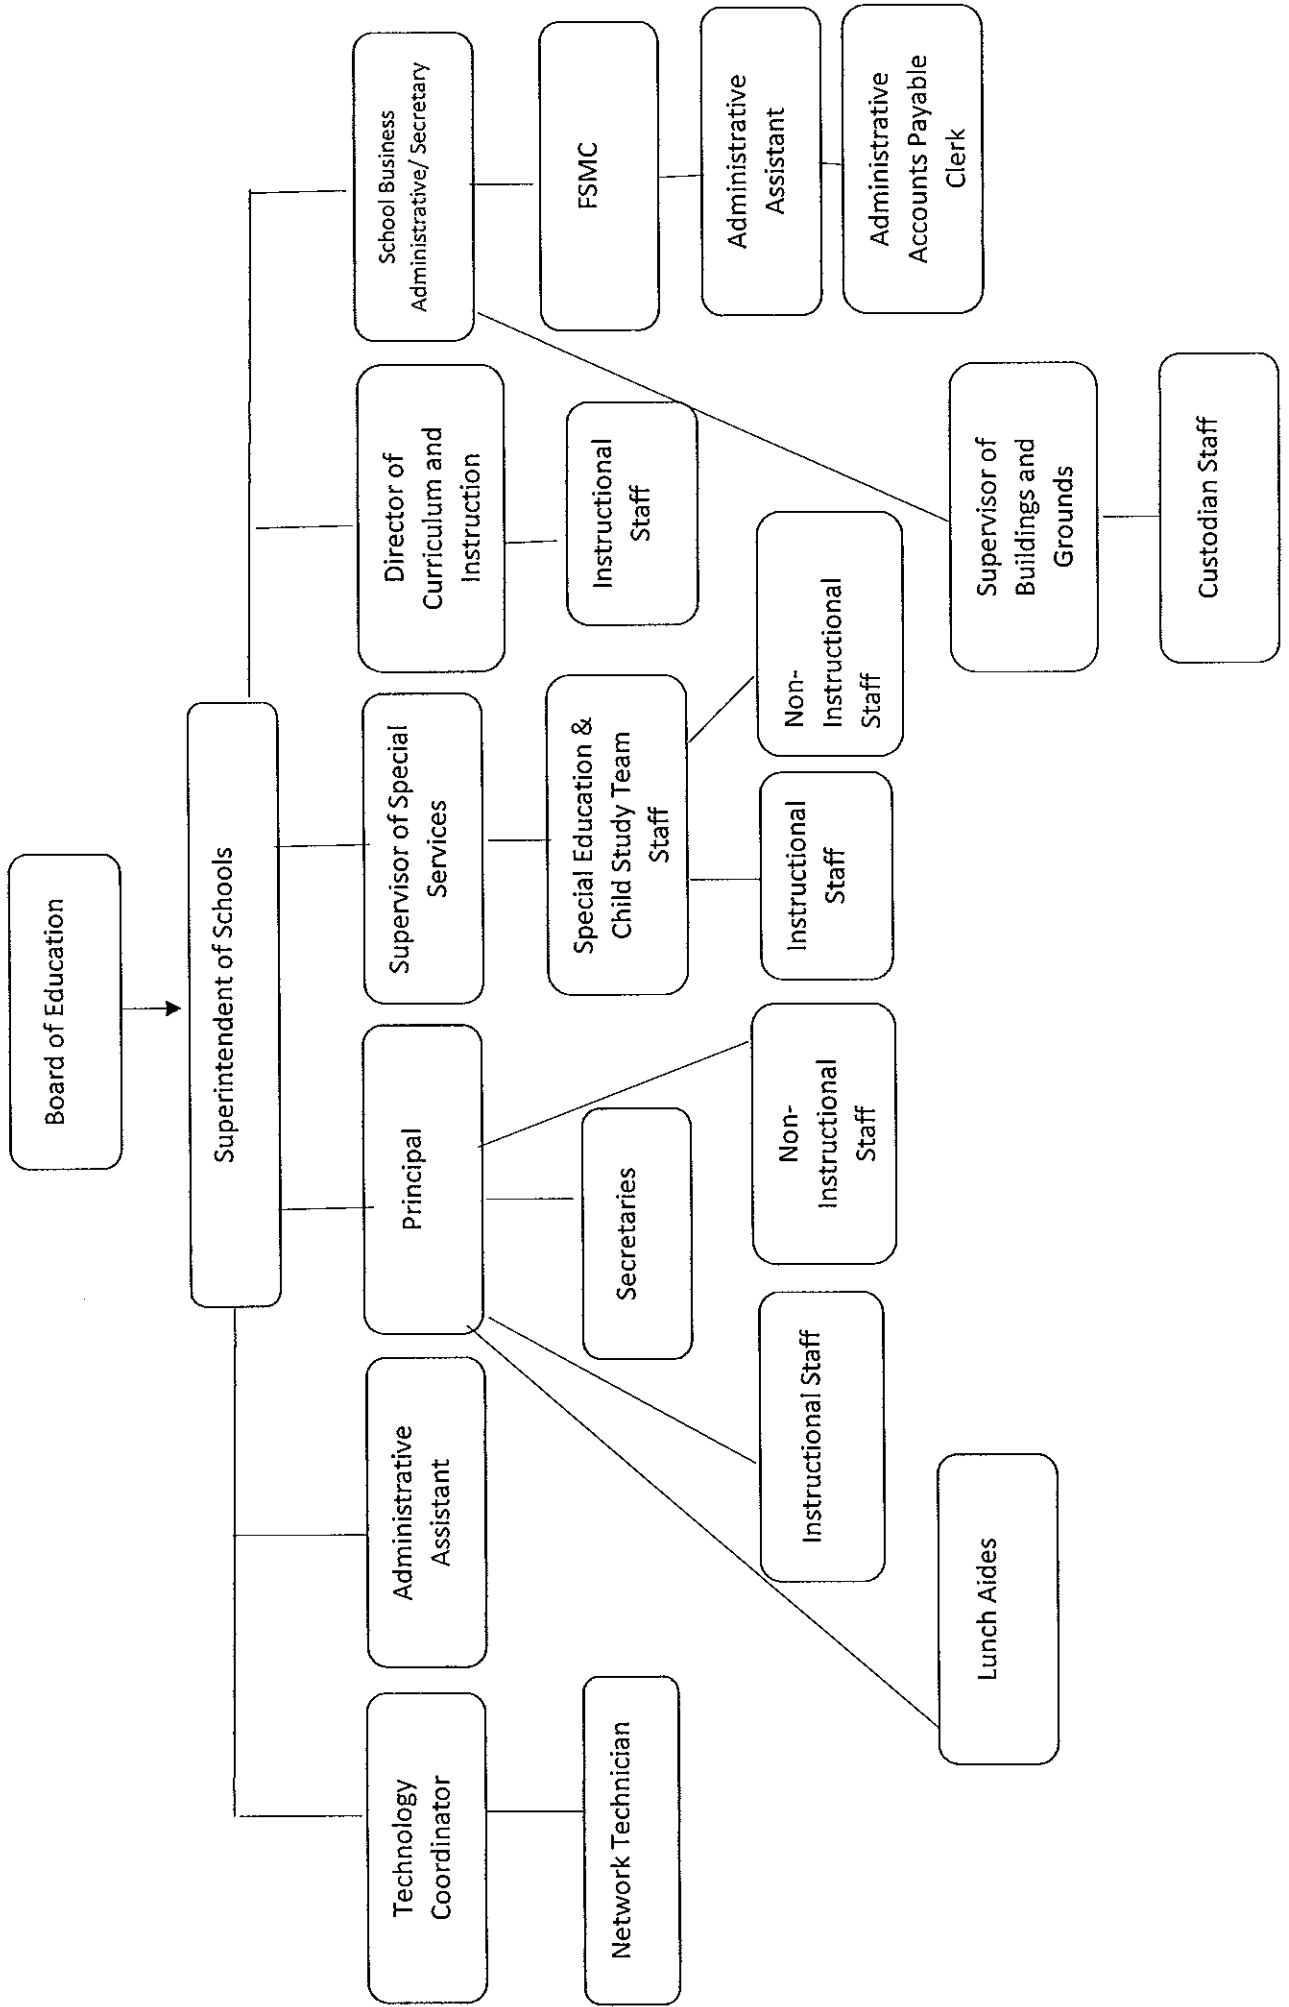 Board of Education
Superintendent of Schools
Technology
Coordinator
Administrative
Assistant
Principal
Supervisor of Special
Services
Director of
Curriculum and
Instruction
School Business
Administrative/ Secretary
Network Technician
Secretaries
Special Education &
Child Study Team
Staff
Instructional
Staff
FSMC
Instructional Staff
Non-
Instructional
Staff
Instructional
Staff
Non-
Instructional
Staff
Administrative
Assistant
Administrative
Accounts Payable
Clerk
Lunch Aides
Supervisor of
Buildings and
Grounds
Custodian Staff